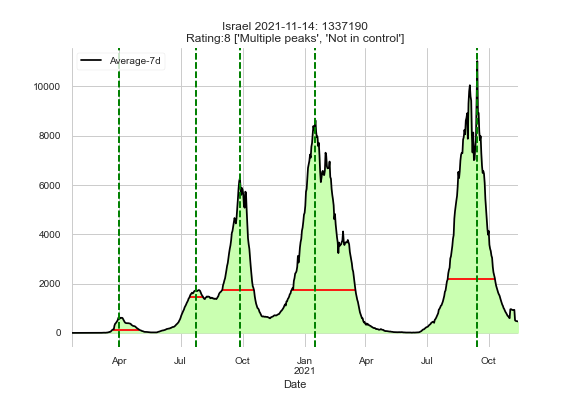 Israel 2021-11-14: 1337190
Rating:8 ['Multiple peaks', 'Not in control']
Average-7d
10000
8000
6000
4000
2000
0
Apr
Jul
Oct
Jan
2021
Apr
Jul
Oct
Date